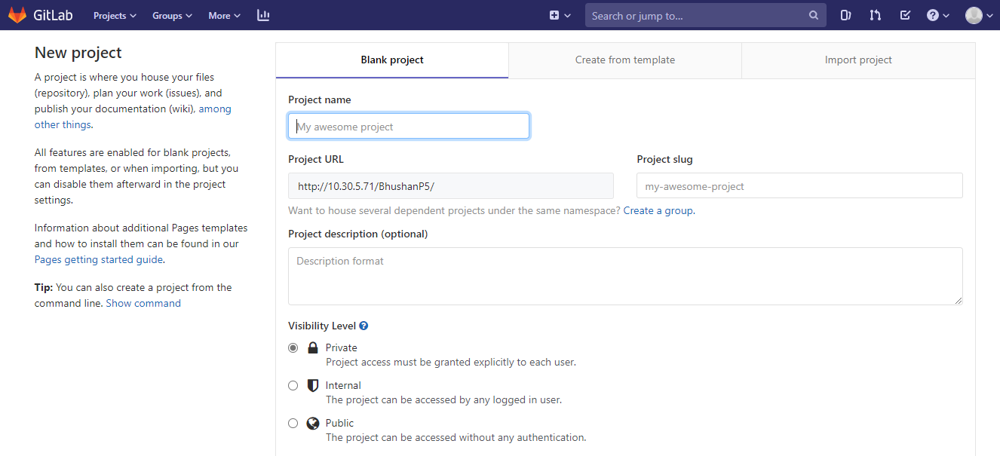 GitLab Projects Groups More Search or jump to...
New project
A project is where you house your files
(repository), plan your work (issues), and
publish your documentation (wiki), among
other things.
All features are enabled for blank projects,
from templates, or when importing, but you
can disable them afterward in the project
settings.
Information about additional Pages templates
and how to install them can be found in our
Pages getting started guide.
Tip: You can also create a project from the
command line. Show command
Blank project Create from template Import project
Project name
My awesome project
Project URL Project slug
http://10.30.5.71/BhushanP5/ my-awesome-project
Want to house several dependent projects under the same namespace? Create a group.
Project description (optional)
Description format
Visibility Level ?
Private
Project access must be granted explicitly to each user.
Internal
The project can be accessed by any logged in user.
Public
The project can be accessed without any authentication.